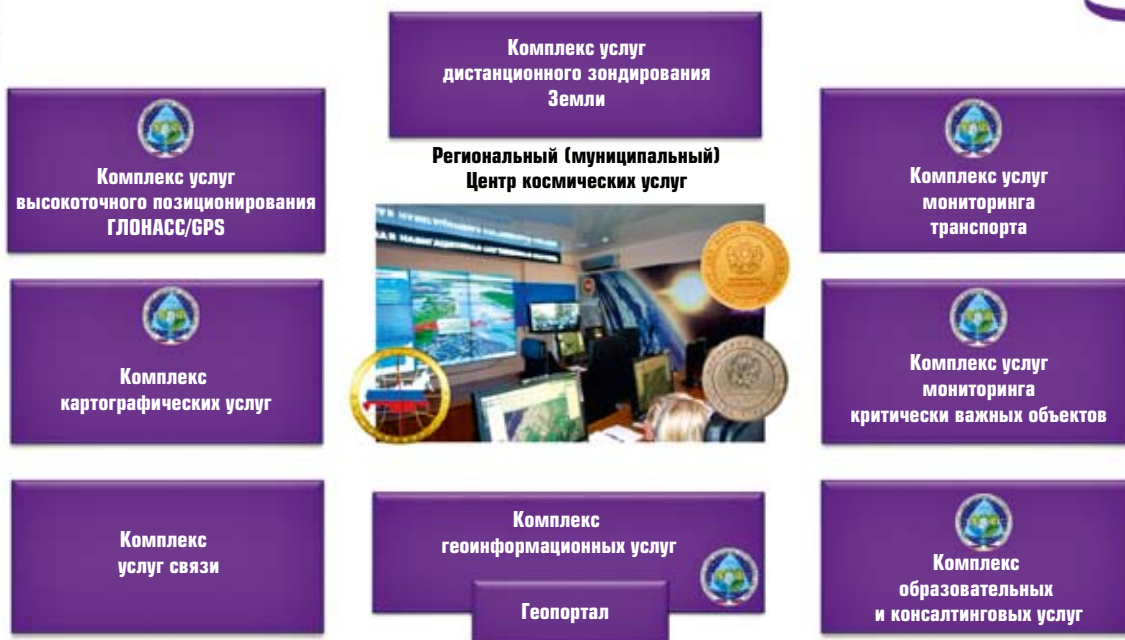 Комплекс услуг
дистанционного зондирования
Земли
Комплекс услуг
высокоточного позиционирования
ГЛОНАСС/GPS
Региональный (муниципальный)
Центр космических услуг
Комплекс услуг
мониторинга
транспорта
Комплекс
картографических услуг
Комплекс услуг
мониторинга
критически важных объектов
Комплекс
услуг связи
Комплекс
геоинформационных услуг
Геопортал
Комплекс
образовательных
и консалтинговых услуг